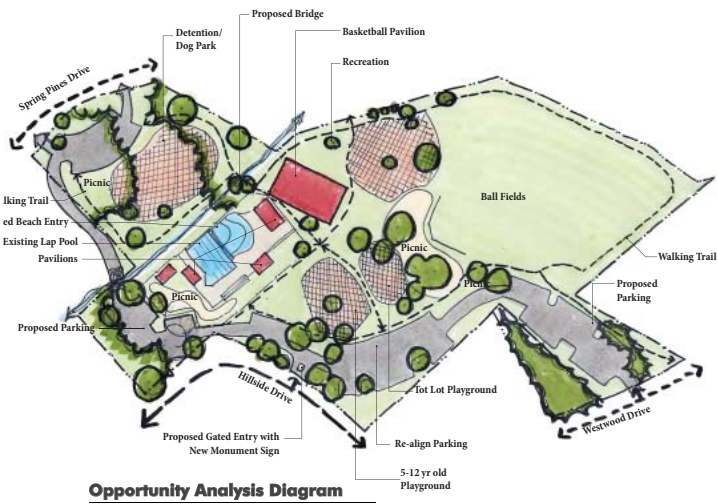 Proposed Bridge
Detention/
Dog Park
Basketball Pavilion
Spring Pines Drive
Recreation
Picnic
lking Trail
Ball Fields
ed Beach Entry
Existing Lap Pool
Pavilions
Picnic
Walking Trail
Picnic
Proposed
Parking
Picnic
Proposed Parking
Hillside Drive
Tot Lot Playground
Westwood Drive
Proposed Gated Entry with
New Monument Sign
Re-align Parking
5-12 yr old
Playground
Opportunity Analysis Diagram